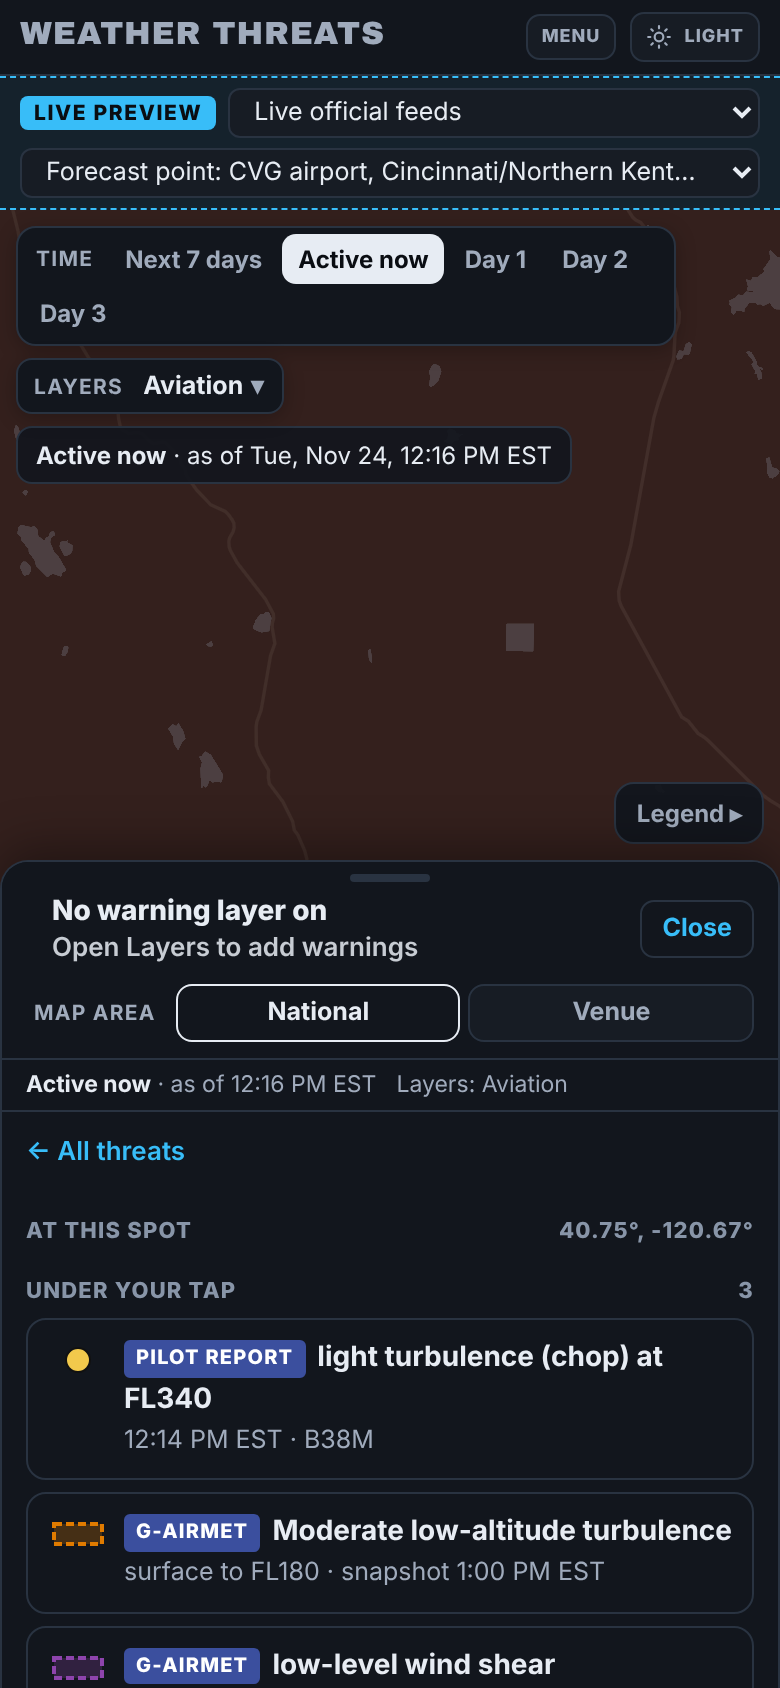 WEATHER THREATS
MENU
LIGHT
LIVE PREVIEW
Live official feeds
Forecast point: CVG airport, Cincinnati/Northern Kent...
TIME Next 7 days Active now Day 1 Day 2
Day 3
LAYERS Aviation ▾
Active now · as of Tue, Nov 24, 12:16 PM EST
Legend ▸
No warning layer on
Open Layers to add warnings
Close
MAP AREA National Venue
Active now · as of 12:16 PM EST Layers: Aviation
← All threats
AT THIS SPOT 40.75°, -120.67°
UNDER YOUR TAP 3
PILOT REPORT light turbulence (chop) at
FL340
12:14 PM EST · B38M
G-AIRMET Moderate low-altitude turbulence
surface to FL180 · snapshot 1:00 PM EST
G-AIRMET low-level wind shear